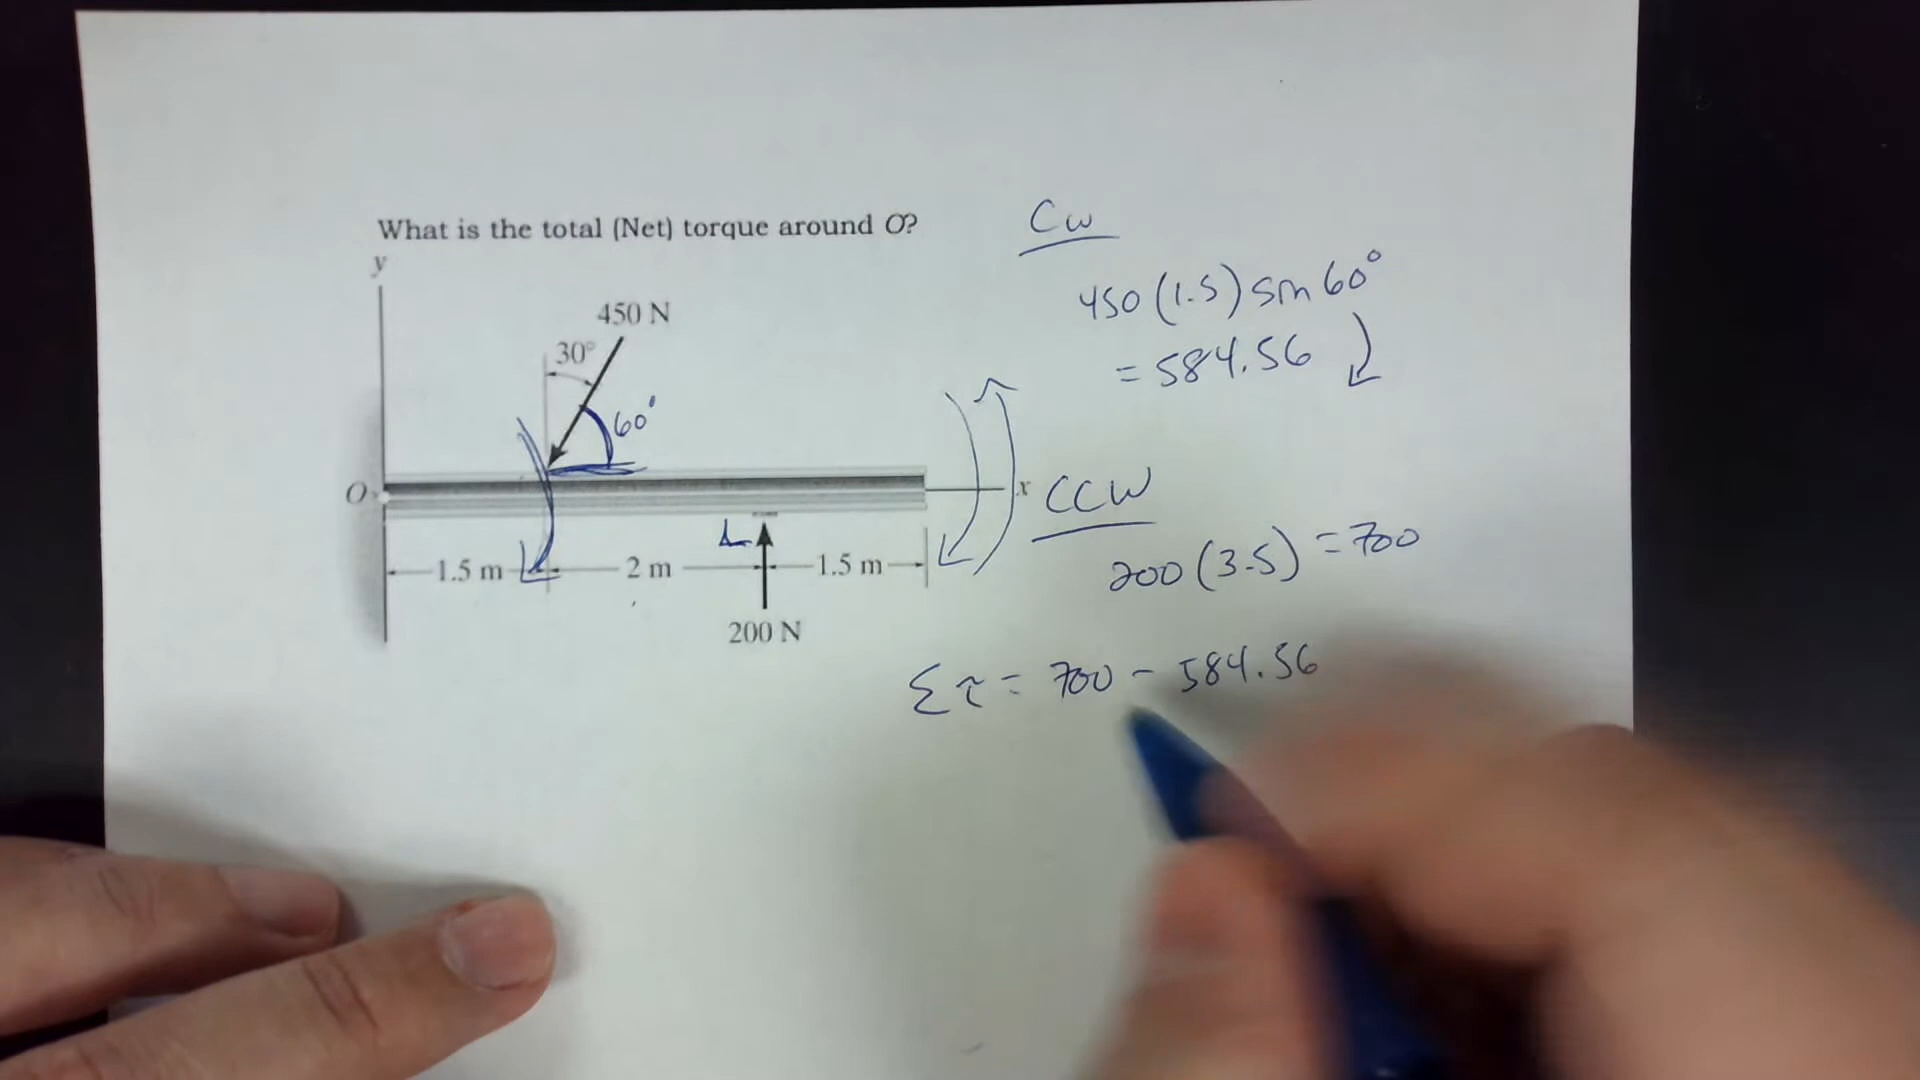 What is the total (Net) torque around O?
y
450 N
30°
60°
O
x
1.5 m
2 m
1.5 m
200 N
CW
450 (1.5) sin 60°
= 584.56
CCW
200 (3.5) = 700
Στ = 700 - 584.56